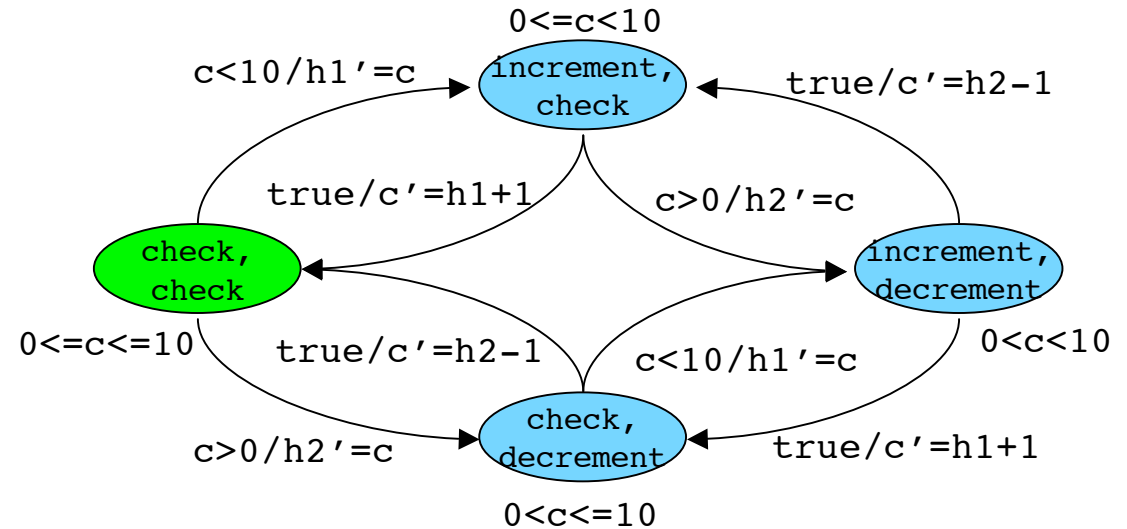 0<=c<10
c<10/h1′=c
increment,
check
true/c′=h2-1
true/c′=h1+1
c>0/h2′=c
check,
check
increment,
decrement
0<=c<=10
true/c′=h2-1
c<10/h1′=c
0<c<10
c>0/h2′=c
check,
decrement
true/c′=h1+1
0<c<=10